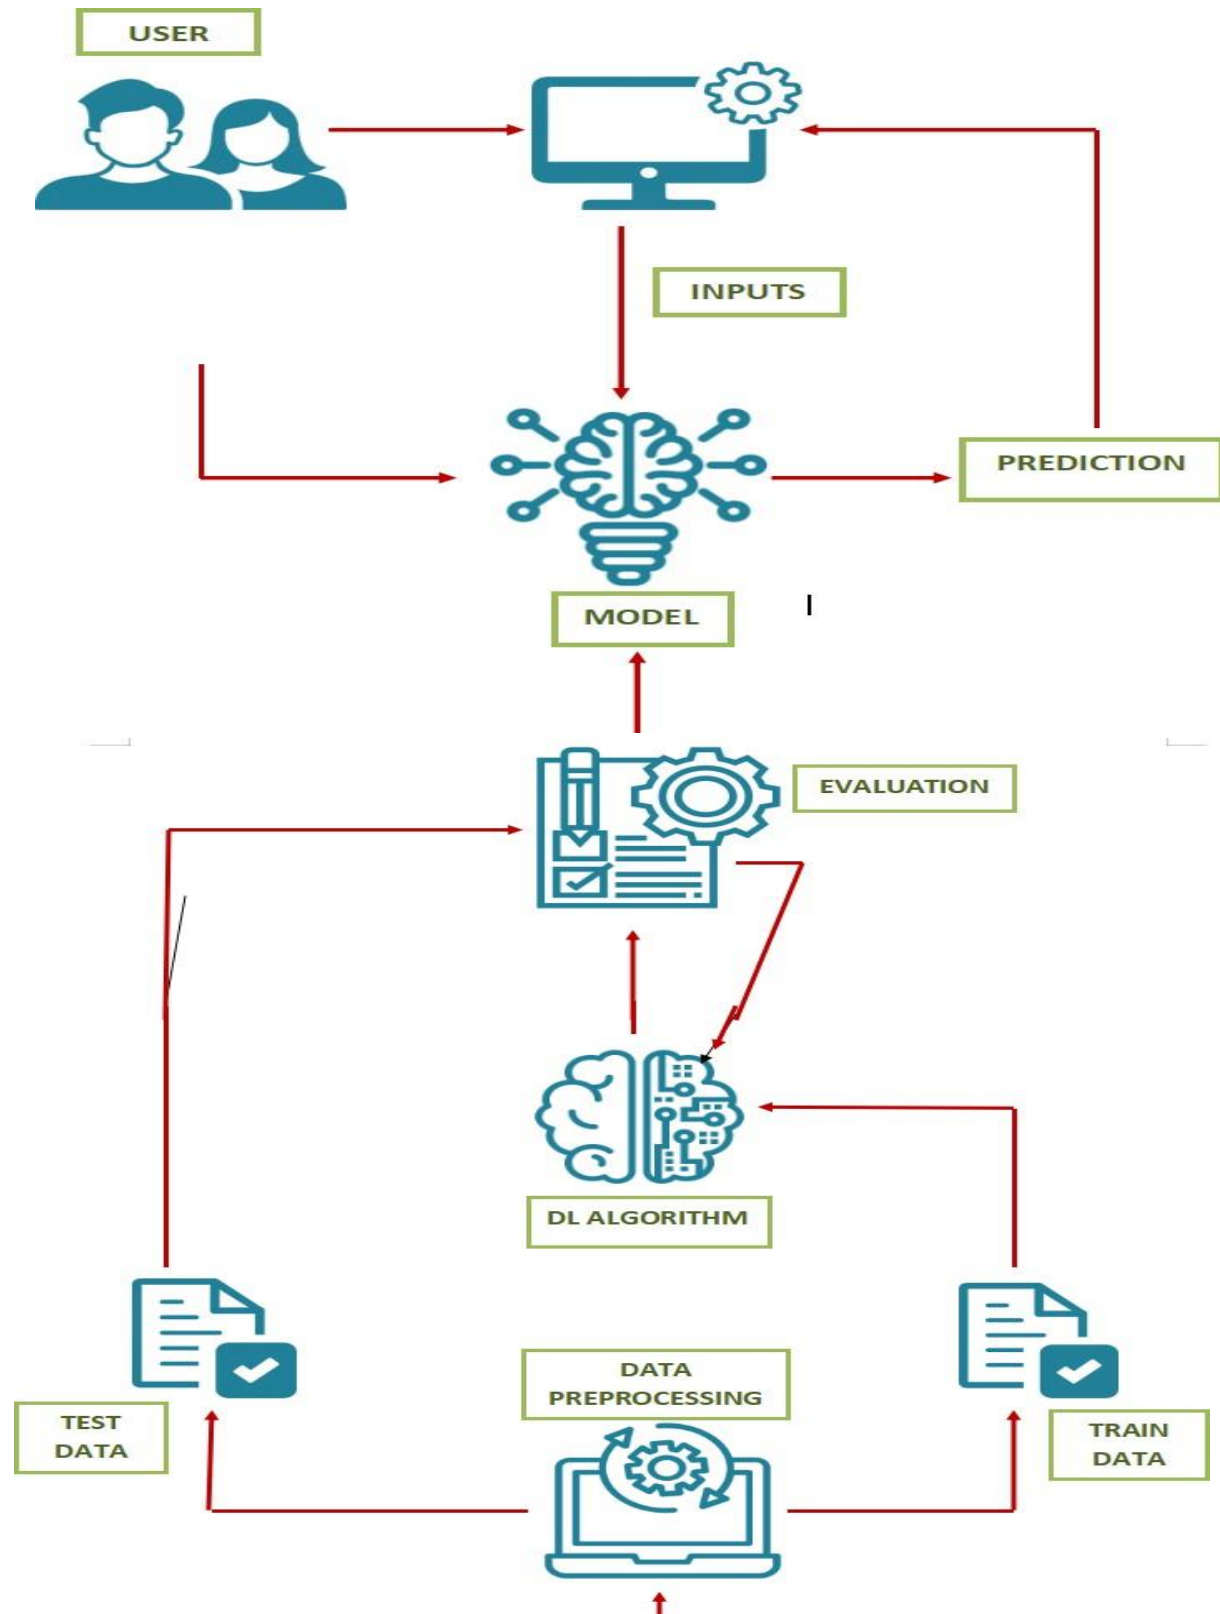 USER
INPUTS
PREDICTION
MODEL
EVALUATION
DL ALGORITHM
DATA
PREPROCESSING
TEST
DATA
TRAIN
DATA